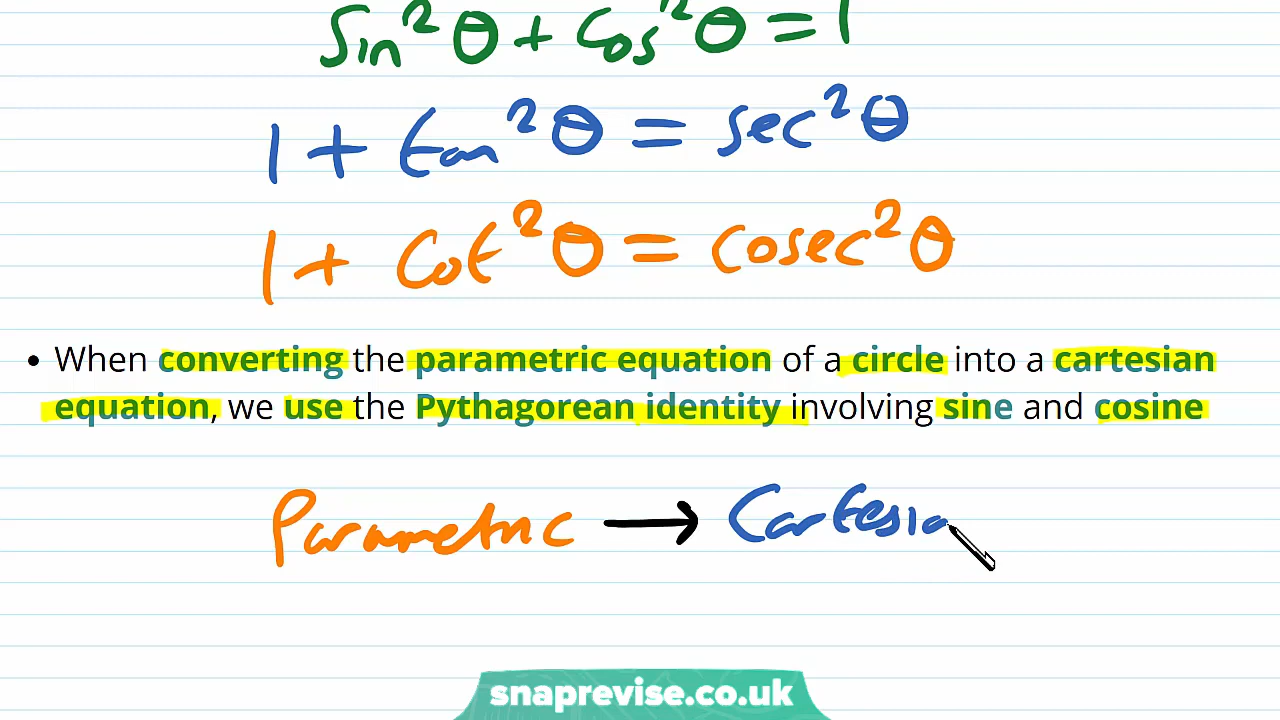 sin²θ + cos²θ = 1
1 + tan²θ = sec²θ
1 + cot²θ = cosec²θ
• When converting the parametric equation of a circle into a cartesian
equation, we use the Pythagorean identity involving sine and cosine
Parametric → Cartesia
snaprevise.co.uk